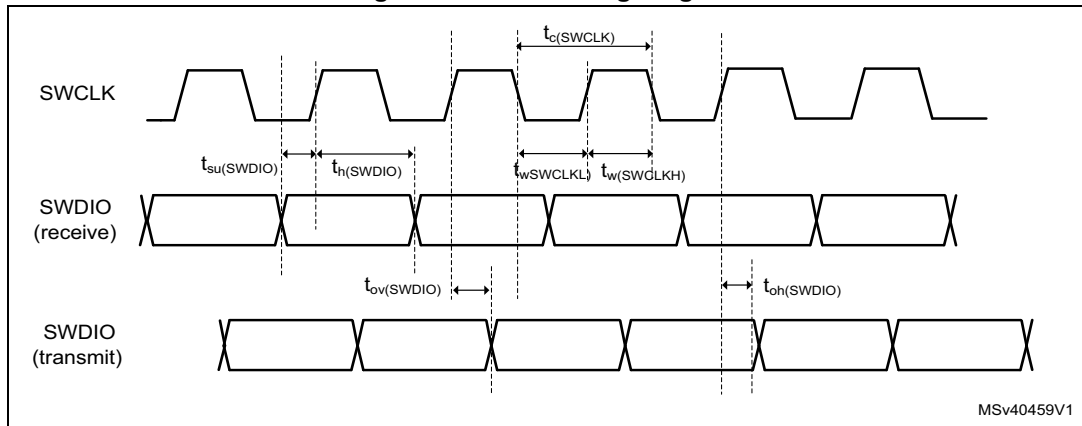 tc(SWCLK)
SWCLK
tsu(SWDIO) th(SWDIO) twSWCLKL) tw(SWCLKH)
SWDIO
(receive)
tov(SWDIO) toh(SWDIO)
SWDIO
(transmit)
MSv40459V1